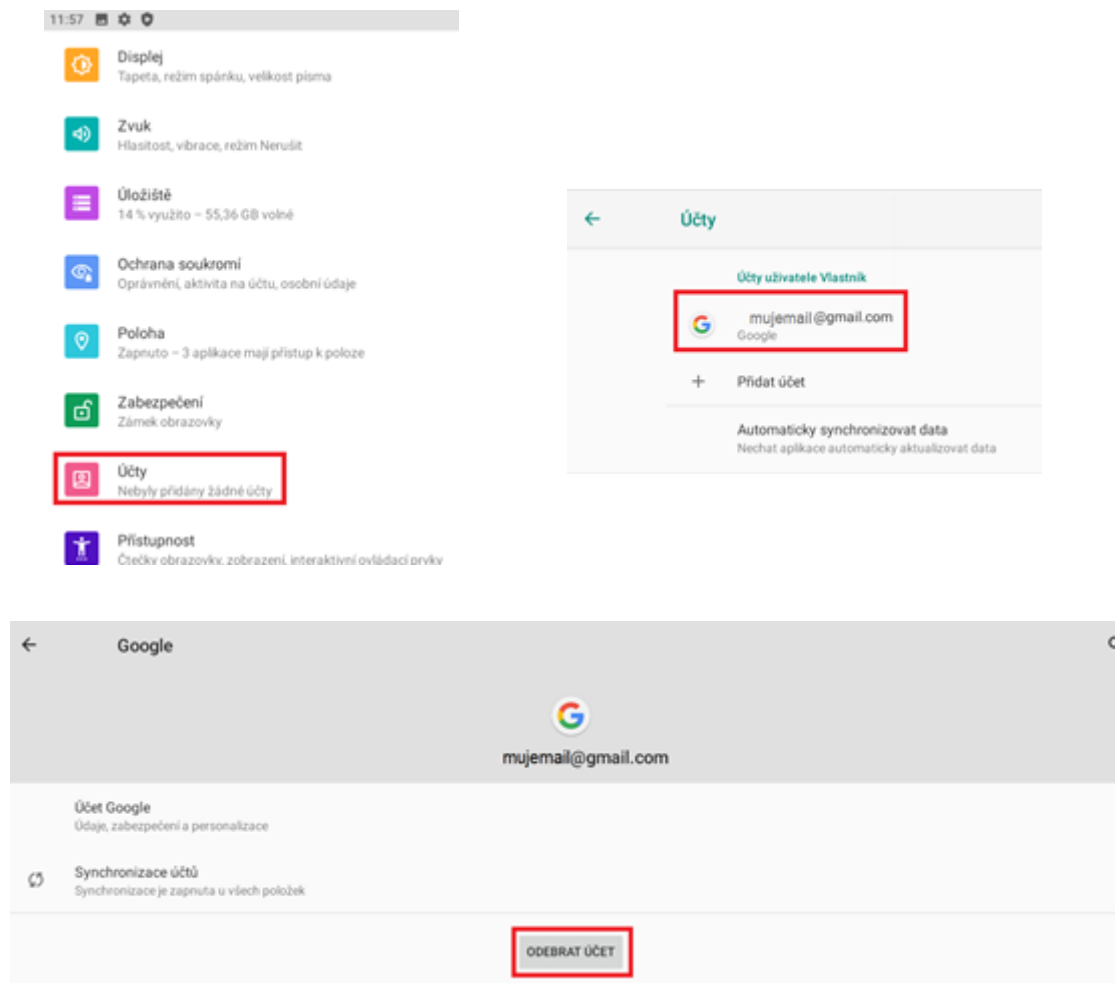 11:57
Displej
Tapeta, režim spánku, velikost písma
Zvuk
Hlasitost, vibrace, režim Nerušit
Úložiště
14 % využito – 55,36 GB volné
Ochrana soukromí
Oprávnění, aktivita na účtu, osobní údaje
Poloha
Zapnuto – 3 aplikace mají přístup k poloze
Zabezpečení
Zámek obrazovky
Účty
Nebyly přidány žádné účty
Přístupnost
Čtečky obrazovky, zobrazení, interaktivní ovládací prvky
Účty
Účty uživatele Vlastník
mujemail@gmail.com
Google
Přidat účet
Automaticky synchronizovat data
Nechat aplikace automaticky aktualizovat data
Google
mujemail@gmail.com
Účet Google
Údaje, zabezpečení a personalizace
Synchronizace účtů
Synchronizace je zapnuta u všech položek
ODEBRAT ÚČET